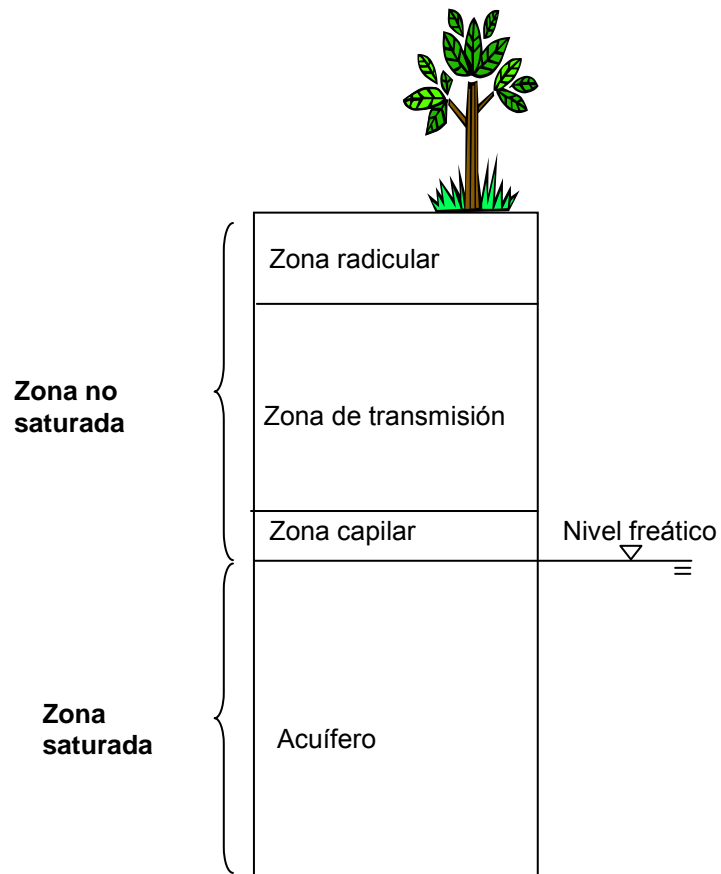 Zona radicular
Zona no
saturada
Zona de transmisión
Zona capilar
Nivel freático
Zona
saturada
Acuífero